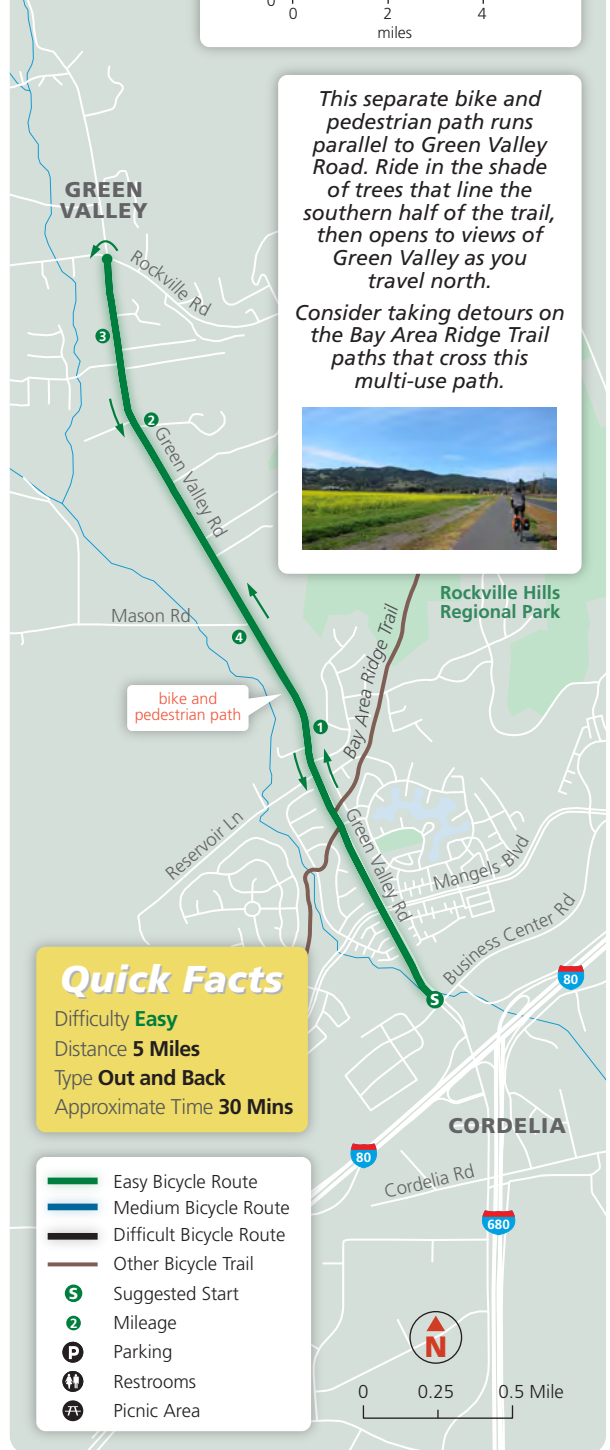 0
0 2 4
miles
This separate bike and
pedestrian path runs
parallel to Green Valley
Road. Ride in the shade
of trees that line the
southern half of the trail,
then opens to views of
Green Valley as you
travel north.
Consider taking detours on
the Bay Area Ridge Trail
paths that cross this
multi-use path.
GREEN
VALLEY
Rockville Rd
3
2
Green Valley Rd
Rockville Hills
Regional Park
Mason Rd
4
Bay Area Ridge Trail
bike and
pedestrian path
1
Reservoir Ln
Green Valley Rd
Mangels Blvd
Business Center Rd
80
S
Quick Facts
Difficulty Easy
Distance 5 Miles
Type Out and Back
Approximate Time 30 Mins
CORDELIA
80
Cordelia Rd
680
Easy Bicycle Route
Medium Bicycle Route
Difficult Bicycle Route
Other Bicycle Trail
S Suggested Start
2 Mileage
P Parking
Restrooms
Picnic Area
N
0 0.25 0.5 Mile